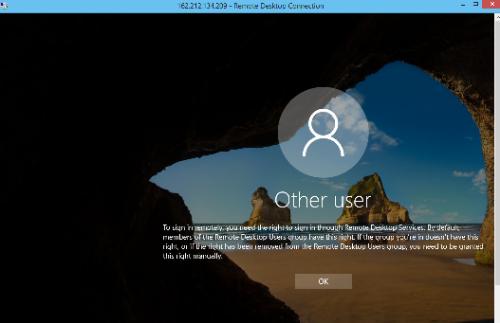 162.212.134.209 - Remote Desktop Connection
Other user
To sign in remotely, you need the right to sign in through Remote Desktop Services. By default,
members of the Remote Desktop Users group have this right. If the group you're in doesn't have this
right, or if the right has been removed from the Remote Desktop Users group, you need to be granted
this right manually.
OK